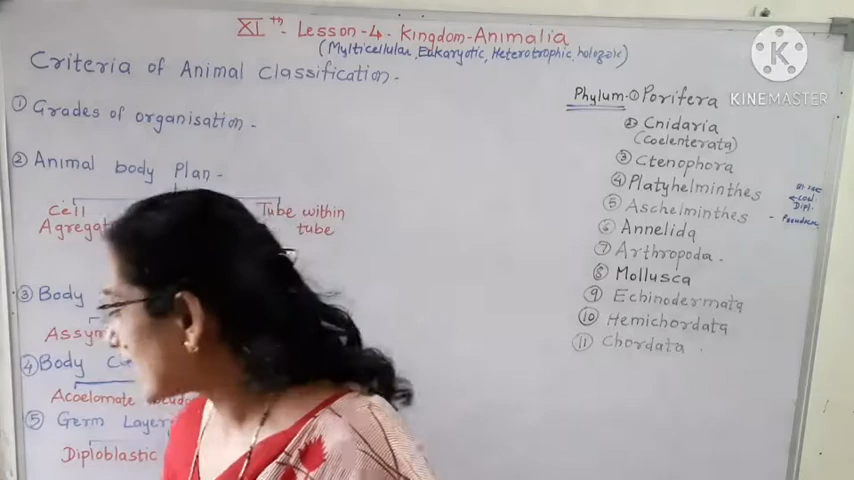 XI th - Lesson-4. Kingdom-Animalia
(Myticellular, Eukaryotic, Heterotrophic, holozoic)
Criteria of Animal Classification.
① Grades of organisation.
② Animal body Plan.
Cell
Agregat
Tube within
tube
③ Body
Assym
④ Body
Acoelomate
⑤ Germ Layer
Diploblastic
Phylum. ① Porifera
② Cnidaria
(Coelenterata)
③ Ctenophora
④ Platyhelminthes
⑤ Aschelminthes
⑥ Annelida
⑦ Arthropoda.
⑧ Mollusca
⑨ Echinodermata
⑩ Hemichordata
⑪ Chordata.
K
KINEMASTER